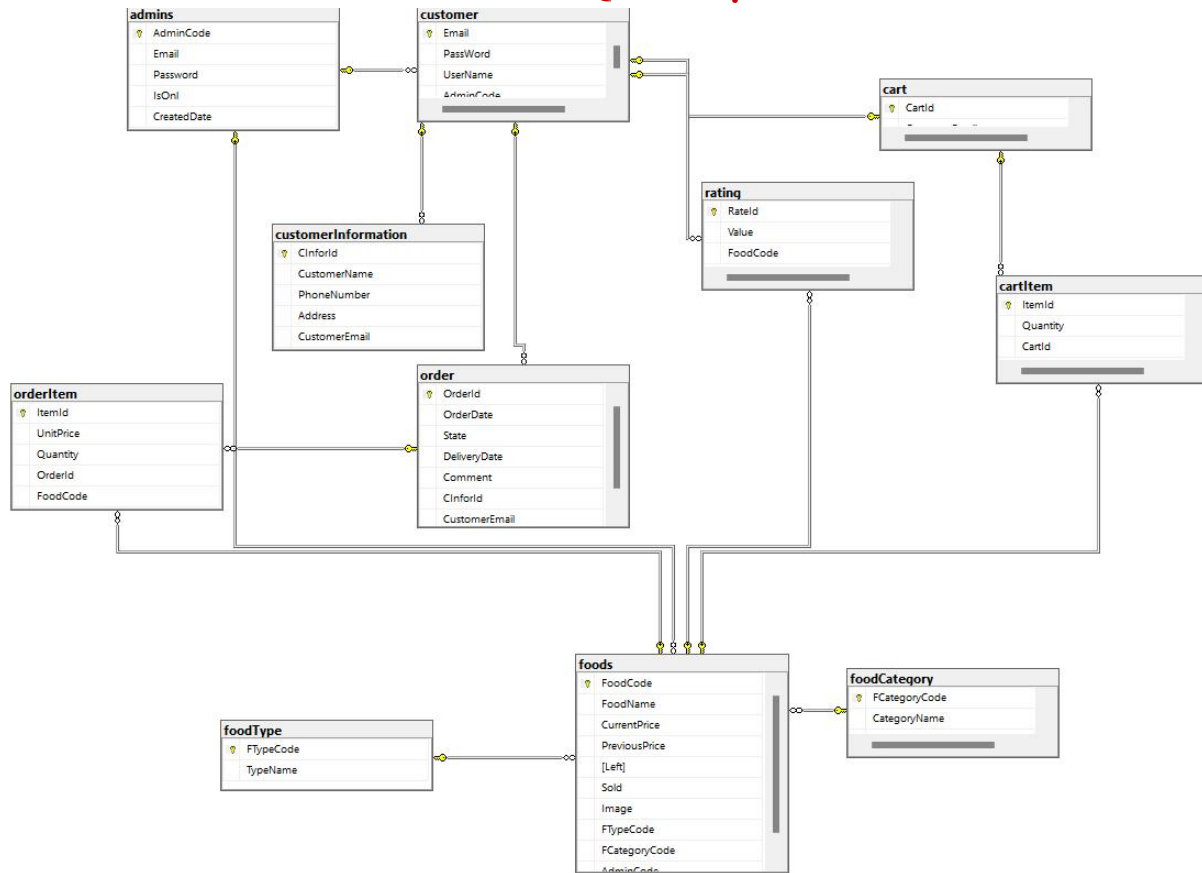 admins
AdminCode
Email
Password
IsOnl
CreatedDate
customer
Email
PassWord
UserName
AdminCode
cart
CartId
rating
RateId
Value
FoodCode
customerInformation
CInforId
CustomerName
PhoneNumber
Address
CustomerEmail
cartItem
ItemId
Quantity
CartId
order
OrderId
OrderDate
State
DeliveryDate
Comment
CInforId
CustomerEmail
orderItem
ItemId
UnitPrice
Quantity
OrderId
FoodCode
foods
FoodCode
FoodName
CurrentPrice
PreviousPrice
[Left]
Sold
Image
FTypeCode
FCategoryCode
AdminCode
foodCategory
FCategoryCode
CategoryName
foodType
FTypeCode
TypeName